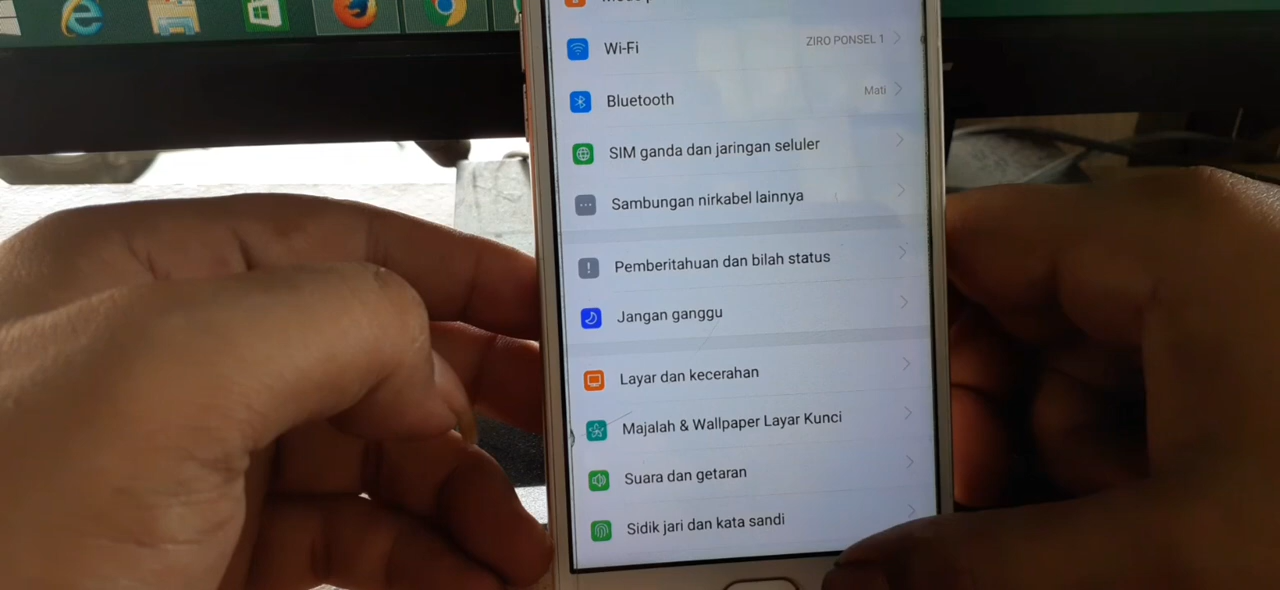 Wi-Fi
ZIRO PONSEL 1
Bluetooth
Mati
SIM ganda dan jaringan seluler
Sambungan nirkabel lainnya
Pemberitahuan dan bilah status
Jangan ganggu
Layar dan kecerahan
Majalah & Wallpaper Layar Kunci
Suara dan getaran
Sidik jari dan kata sandi